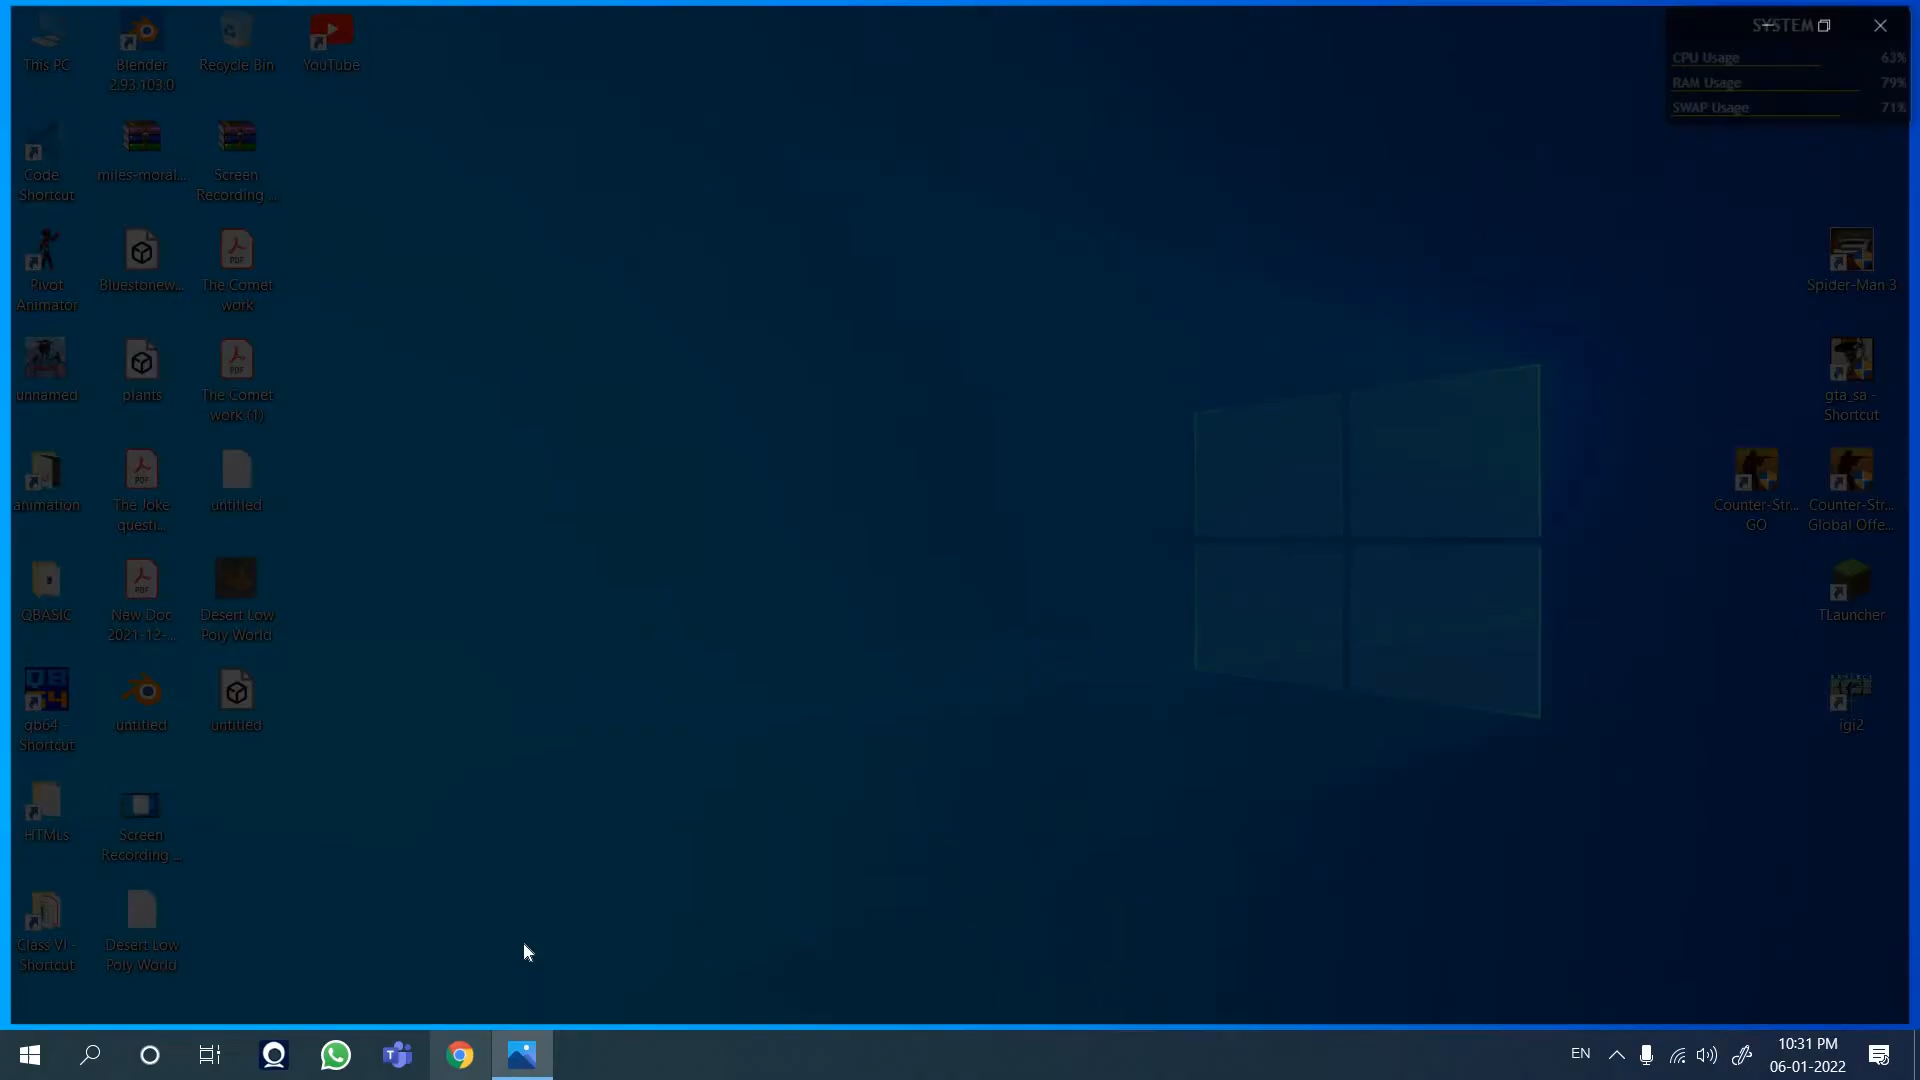 SYSTEM
CPU Usage 63%
RAM Usage 79%
SWAP Usage 71%
This PC
Blender
2.93.103.0
Recycle Bin
YouTube
Code
Shortcut
miles-moral...
Screen
Recording ...
Pivot
Animator
Bluestonew...
The Comet
work
Spider-Man 3
unnamed
plants
The Comet
work (1)
gta_sa -
Shortcut
animation
The Joke
questi...
untitled
Counter-Str...
GO
Counter-Str...
Global Offe...
QBASIC
New Doc
2021-12-...
Desert Low
Poly World
TLauncher
qb64 -
Shortcut
untitled
untitled
igi2
HTMLs
Screen
Recording ...
Class VI -
Shortcut
Desert Low
Poly World
EN
10:31 PM
06-01-2022